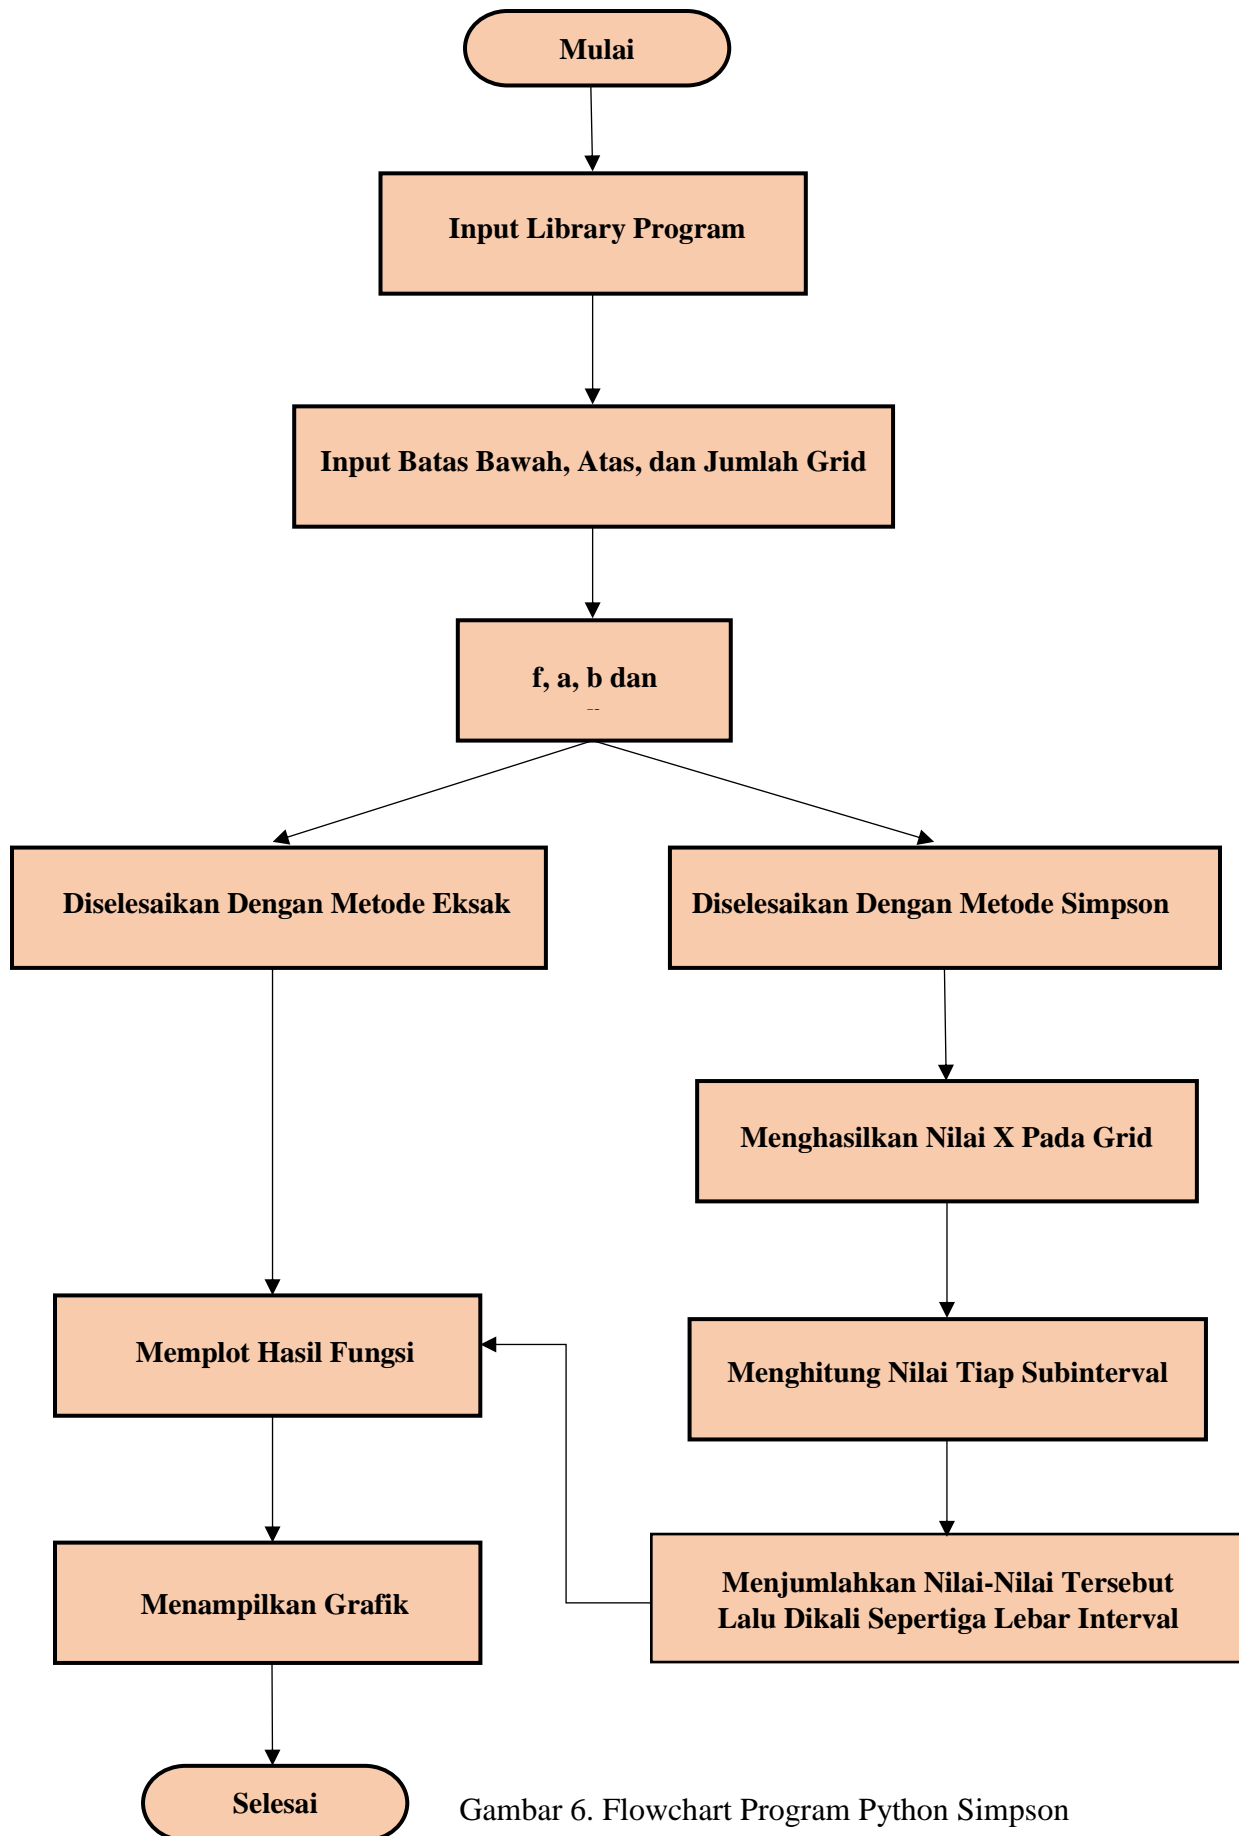 Mulai
Input Library Program
Input Batas Bawah, Atas, dan Jumlah Grid
f, a, b dan
Diselesaikan Dengan Metode Eksak
Diselesaikan Dengan Metode Simpson
Menghasilkan Nilai X Pada Grid
Memplot Hasil Fungsi
Menghitung Nilai Tiap Subinterval
Menampilkan Grafik
Menjumlahkan Nilai-Nilai Tersebut
Lalu Dikali Sepertiga Lebar Interval
Selesai
Gambar 6. Flowchart Program Python Simpson